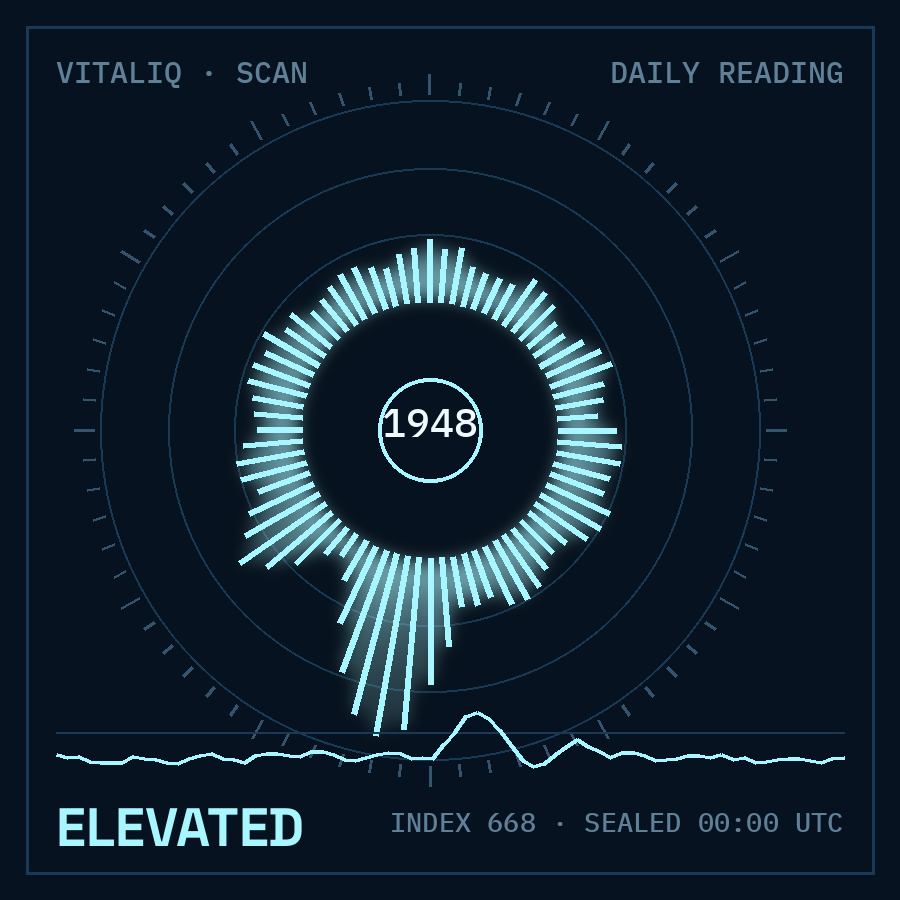 VITALIQ · SCAN
DAILY READING
1948
ELEVATED
INDEX 668 · SEALED 00:00 UTC